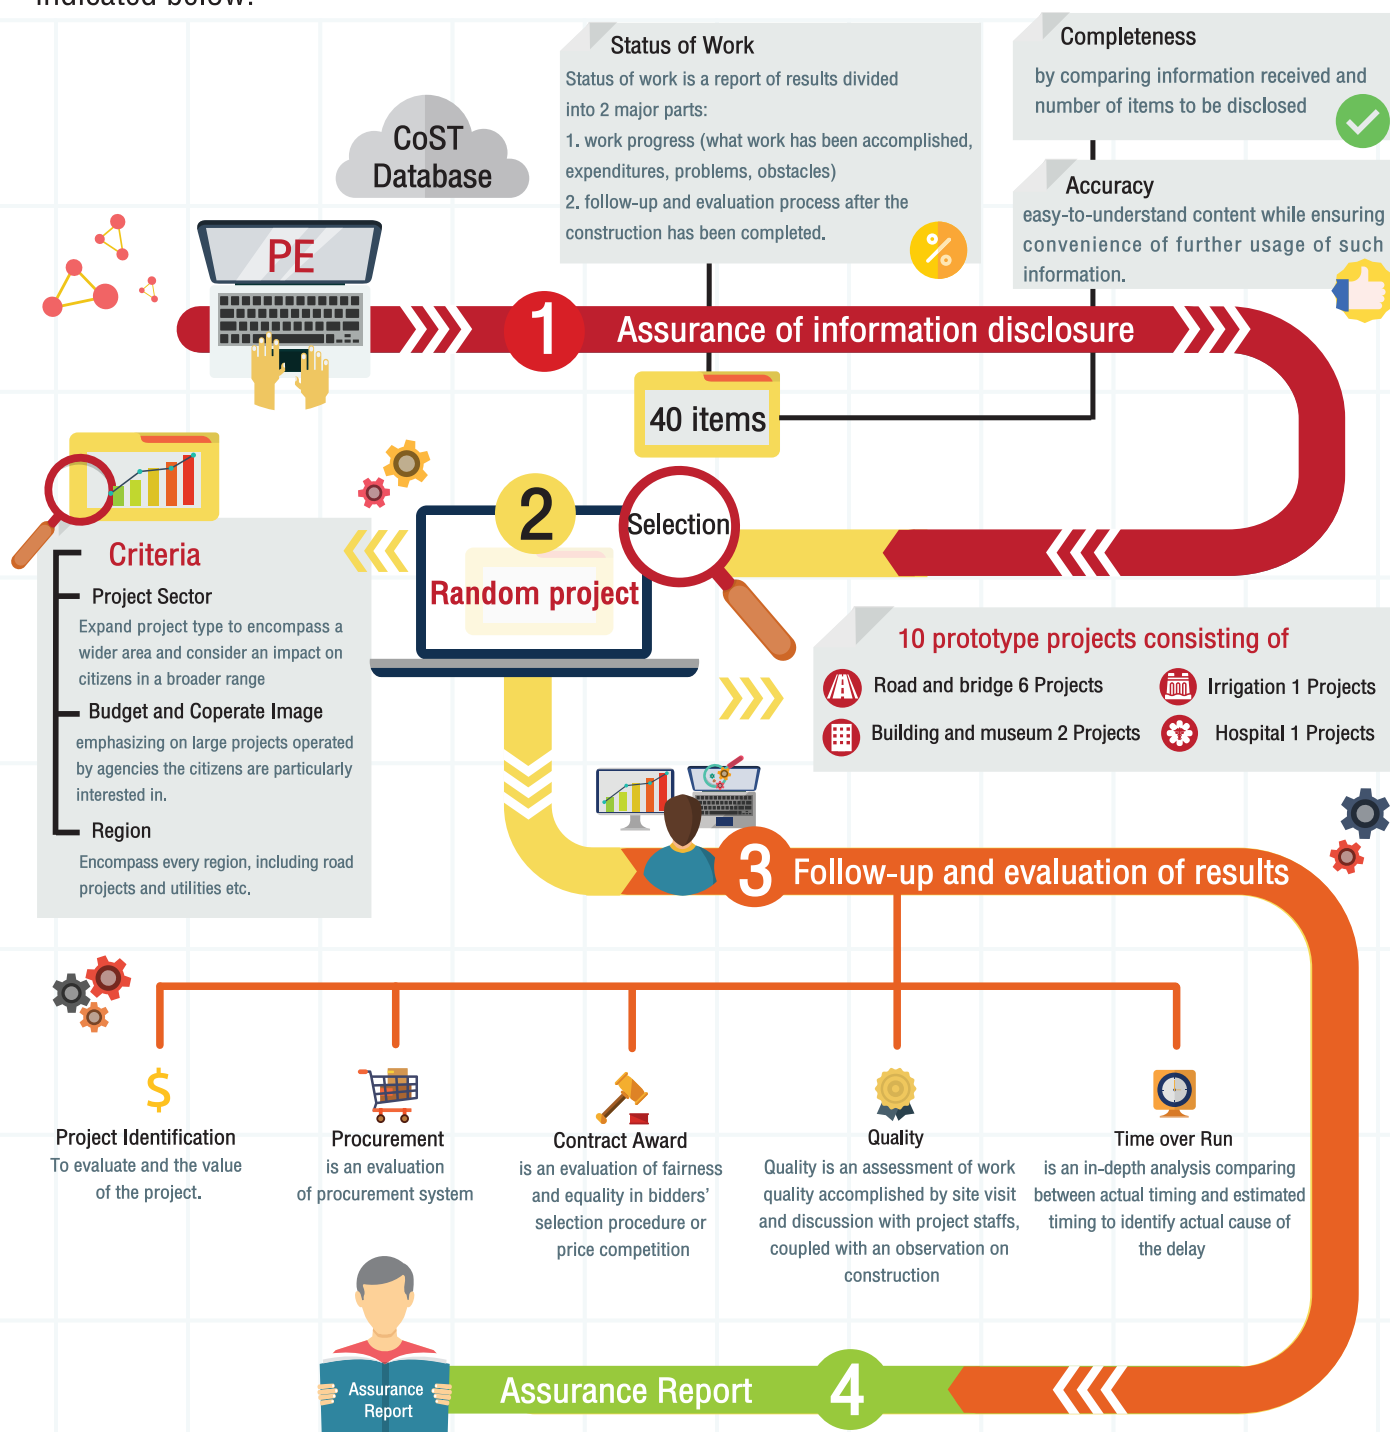 indicated below:
Status of Work
Status of work is a report of results divided
into 2 major parts:
1. work progress (what work has been accomplished,
expenditures, problems, obstacles)
2. follow-up and evaluation process after the
construction has been completed.
%
Completeness
by comparing information received and
number of items to be disclosed
Accuracy
easy-to-understand content while ensuring
convenience of further usage of such
information.
CoST
Database
PE
1 Assurance of information disclosure
40 items
2
Selection
Random project
Criteria
Project Sector
Expand project type to encompass a
wider area and consider an impact on
citizens in a broader range
Budget and Coperate Image
emphasizing on large projects operated
by agencies the citizens are particularly
interested in.
Region
Encompass every region, including road
projects and utilities etc.
10 prototype projects consisting of
Road and bridge 6 Projects
Irrigation 1 Projects
Building and museum 2 Projects
Hospital 1 Projects
3 Follow-up and evaluation of results
$
Project Identification
To evaluate and the value
of the project.
Procurement
is an evaluation
of procurement system
Contract Award
is an evaluation of fairness
and equality in bidders'
selection procedure or
price competition
Quality
Quality is an assessment of work
quality accomplished by site visit
and discussion with project staffs,
coupled with an observation on
construction
Time over Run
is an in-depth analysis comparing
between actual timing and estimated
timing to identify actual cause of
the delay
Assurance
Report
Assurance Report 4